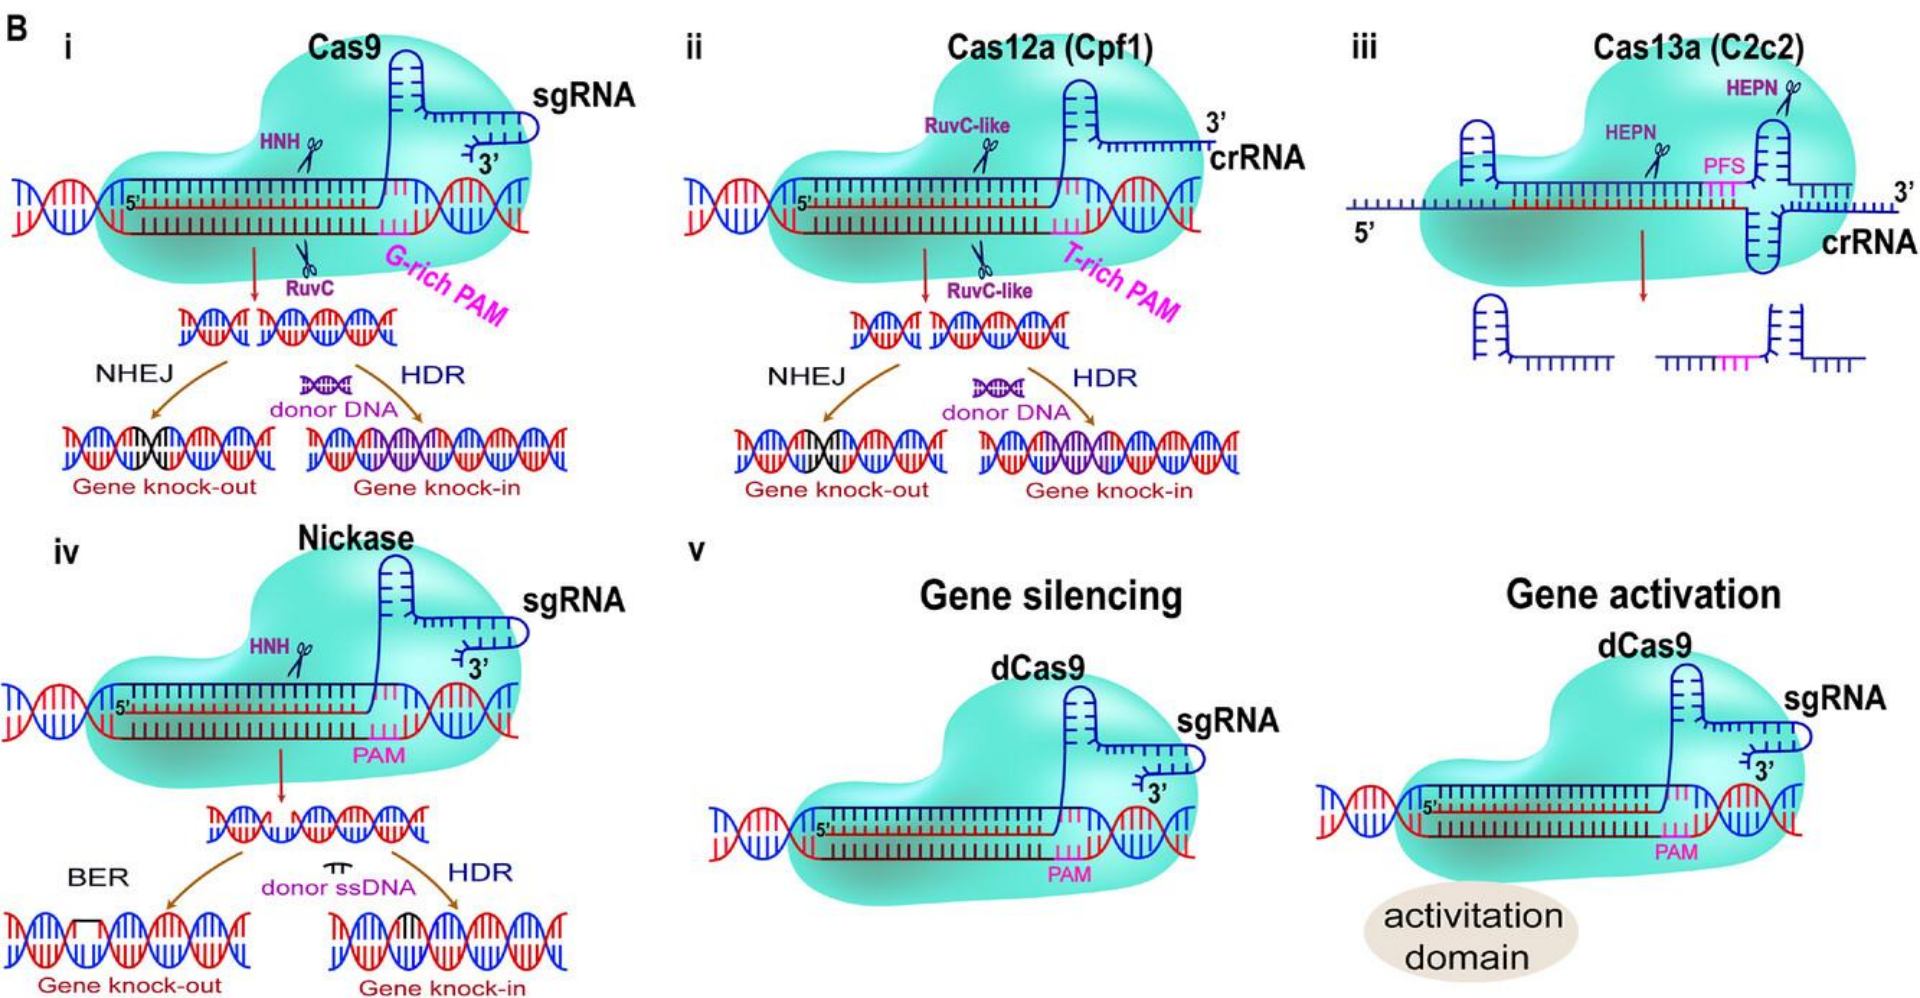 B
i
Cas9
sgRNA
HNH
3’
5’
G-rich PAM
RuvC
NHEJ
HDR
donor DNA
Gene knock-out
Gene knock-in
ii
Cas12a (Cpf1)
RuvC-like
3’
crRNA
5’
T-rich PAM
RuvC-like
NHEJ
HDR
donor DNA
Gene knock-out
Gene knock-in
iii
Cas13a (C2c2)
HEPN
HEPN
PFS
3’
5’
crRNA
iv
Nickase
sgRNA
HNH
3’
5’
PAM
BER
HDR
donor ssDNA
Gene knock-out
Gene knock-in
v
Gene silencing
dCas9
sgRNA
3’
5’
PAM
Gene activation
dCas9
sgRNA
3’
5’
PAM
activitation
domain